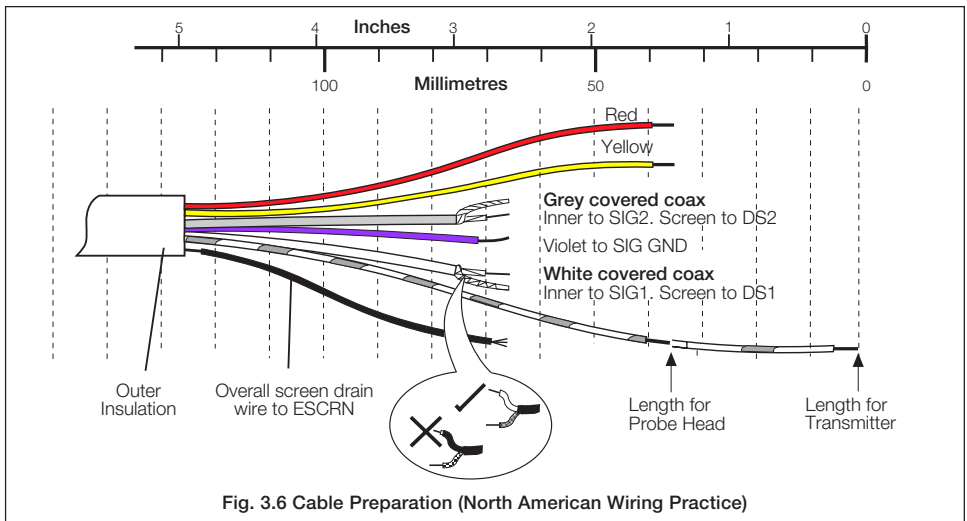 Inches
5 4 3 2 1 0
Millimetres
100 50 0
Red
Yellow
Grey covered coax
Inner to SIG2. Screen to DS2
Violet to SIG GND
White covered coax
Inner to SIG1. Screen to DS1
Outer
Insulation
Overall screen drain
wire to ESCRN
Length for
Probe Head
Length for
Transmitter
Fig. 3.6 Cable Preparation (North American Wiring Practice)